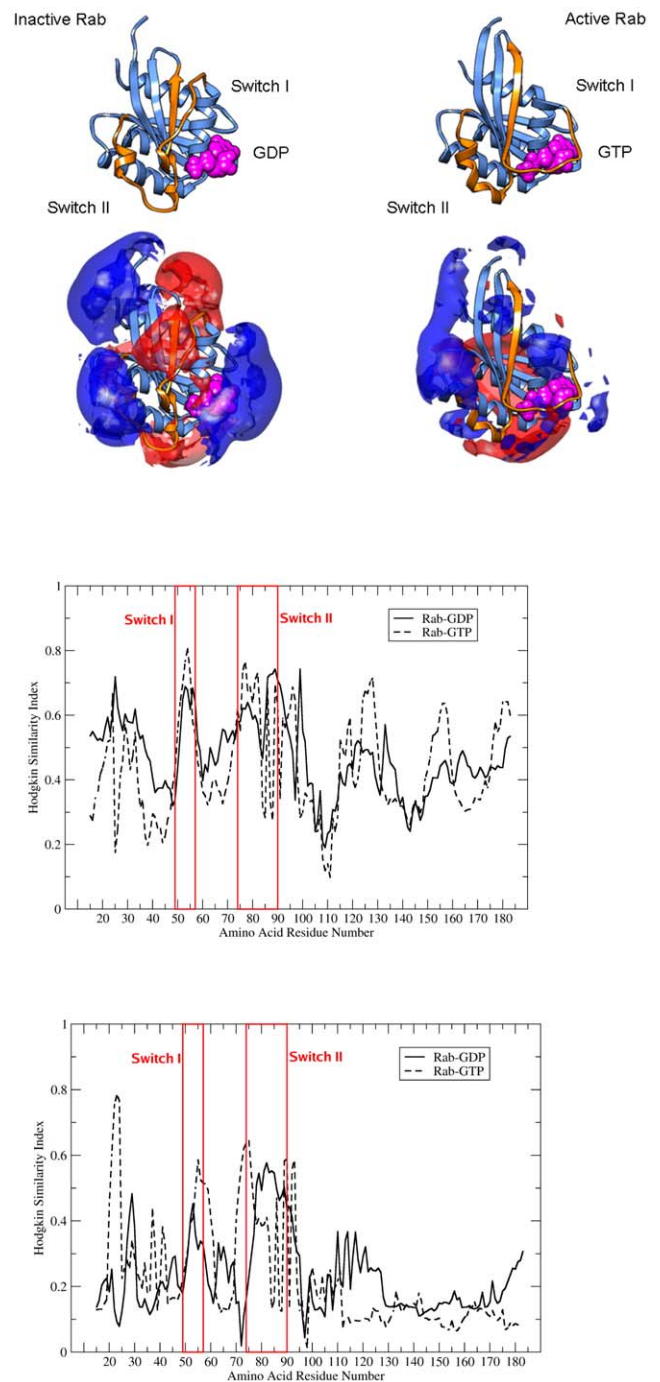 Inactive Rab
Active Rab
Switch I
Switch I
GDP
GTP
Switch II
Switch II
1
0.8
0.6
0.4
0.2
0
Hodgkin Similarity Index
Switch I
Switch II
Rab-GDP
Rab-GTP
20 30 40 50 60 70 80 90 100 110 120 130 140 150 160 170 180
Amino Acid Residue Number
1
0.8
0.6
0.4
0.2
0
Hodgkin Similarity Index
Switch I
Switch II
Rab-GDP
Rab-GTP
20 30 40 50 60 70 80 90 100 110 120 130 140 150 160 170 180
Amino Acid Residue Number